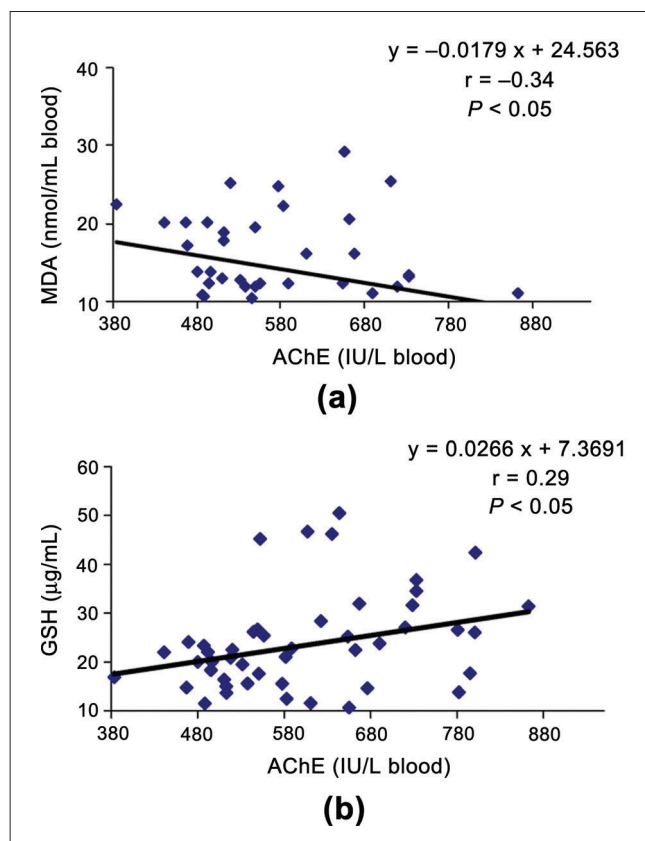 y = –0.0179 x + 24.563
r = –0.34
P < 0.05
MDA (nmol/mL blood)
40
30
20
10
380 480 580 680 780 880
AChE (IU/L blood)
(a)
y = 0.0266 x + 7.3691
r = 0.29
P < 0.05
GSH (µg/mL)
60
50
40
30
20
10
380 480 580 680 780 880
AChE (IU/L blood)
(b)